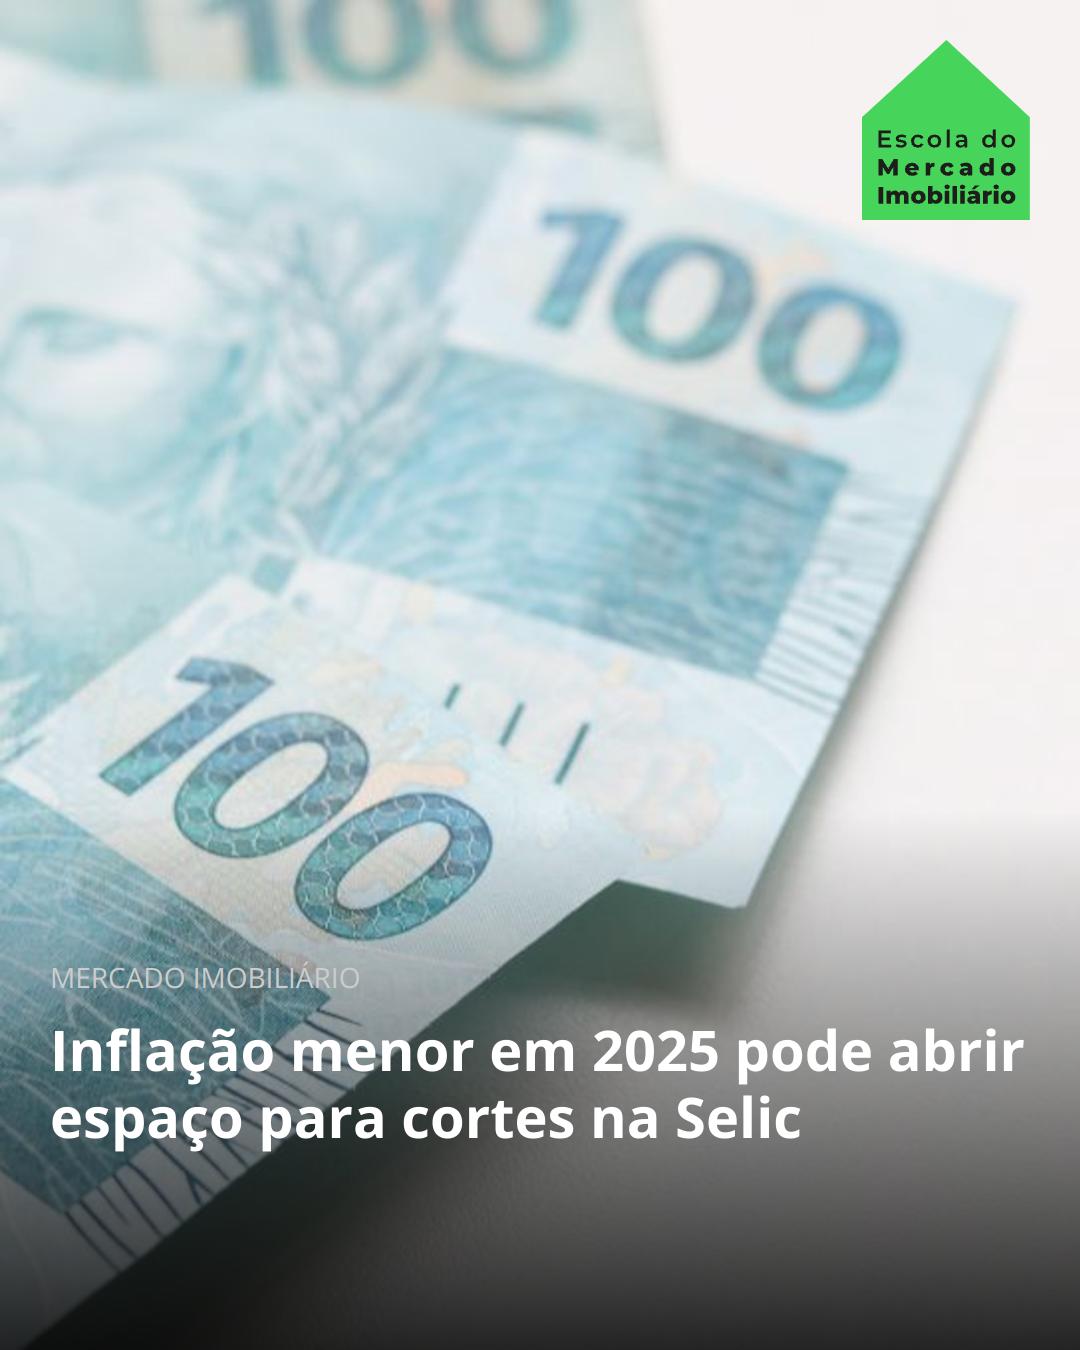 100
100
Escola do
Mercado
Imobiliário
100
MERCADO IMOBILIÁRIO
Inflação menor em 2025 pode abrir
espaço para cortes na Selic